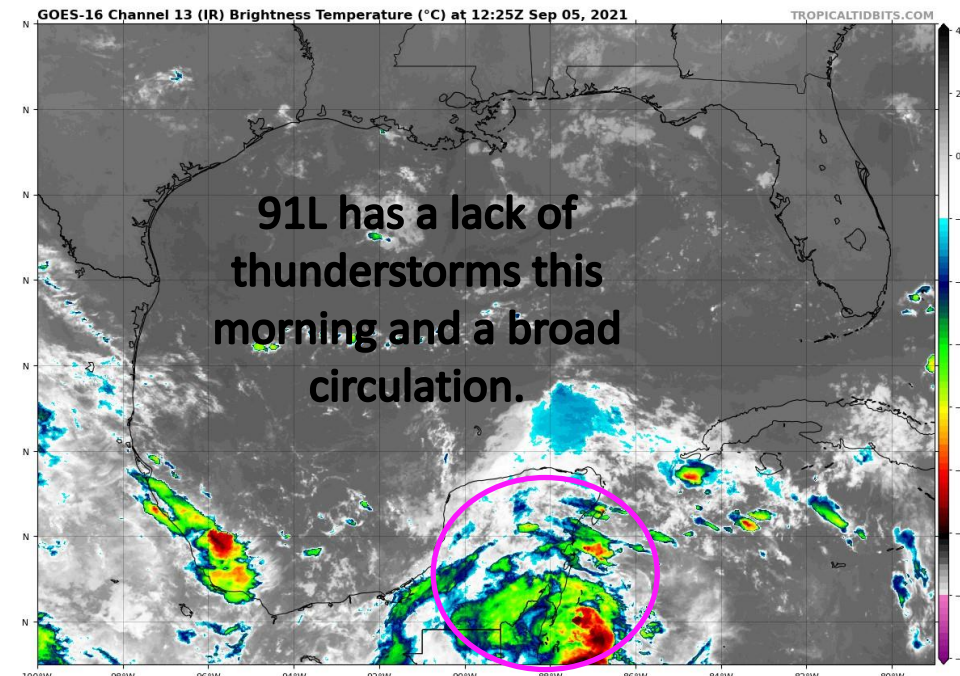 GOES-16 Channel 13 (IR) Brightness Temperature (°C) at 12:25Z Sep 05, 2021
TROPICALTIDBITS.COM
91L has a lack of
thunderstorms this
morning and a broad
circulation.
N
N
N
N
N
N
N
N